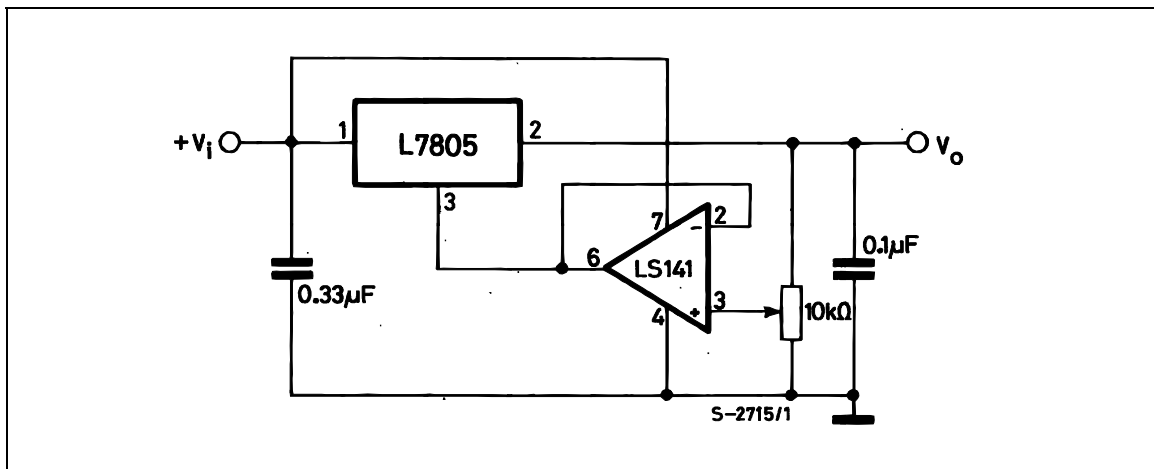 +Vi
1
L7805
2
Vo
3
7
2
-
6
LS141
0.1µF
0.33µF
3
+
4
10kΩ
S-2715/1